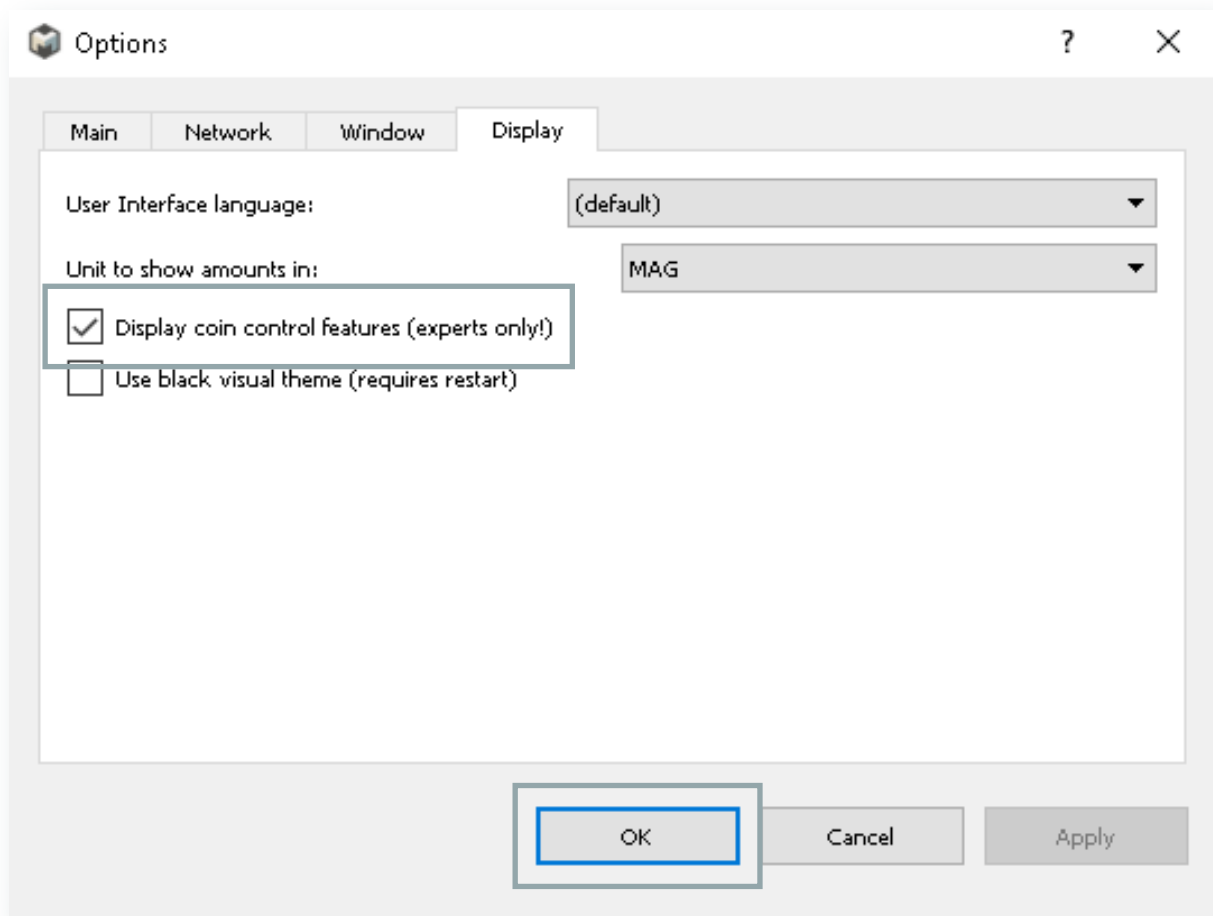 Options
?
Main Network Window Display
User Interface language: (default)
Unit to show amounts in: MAG
Display coin control features (experts only!)
Use black visual theme (requires restart)
OK Cancel Apply